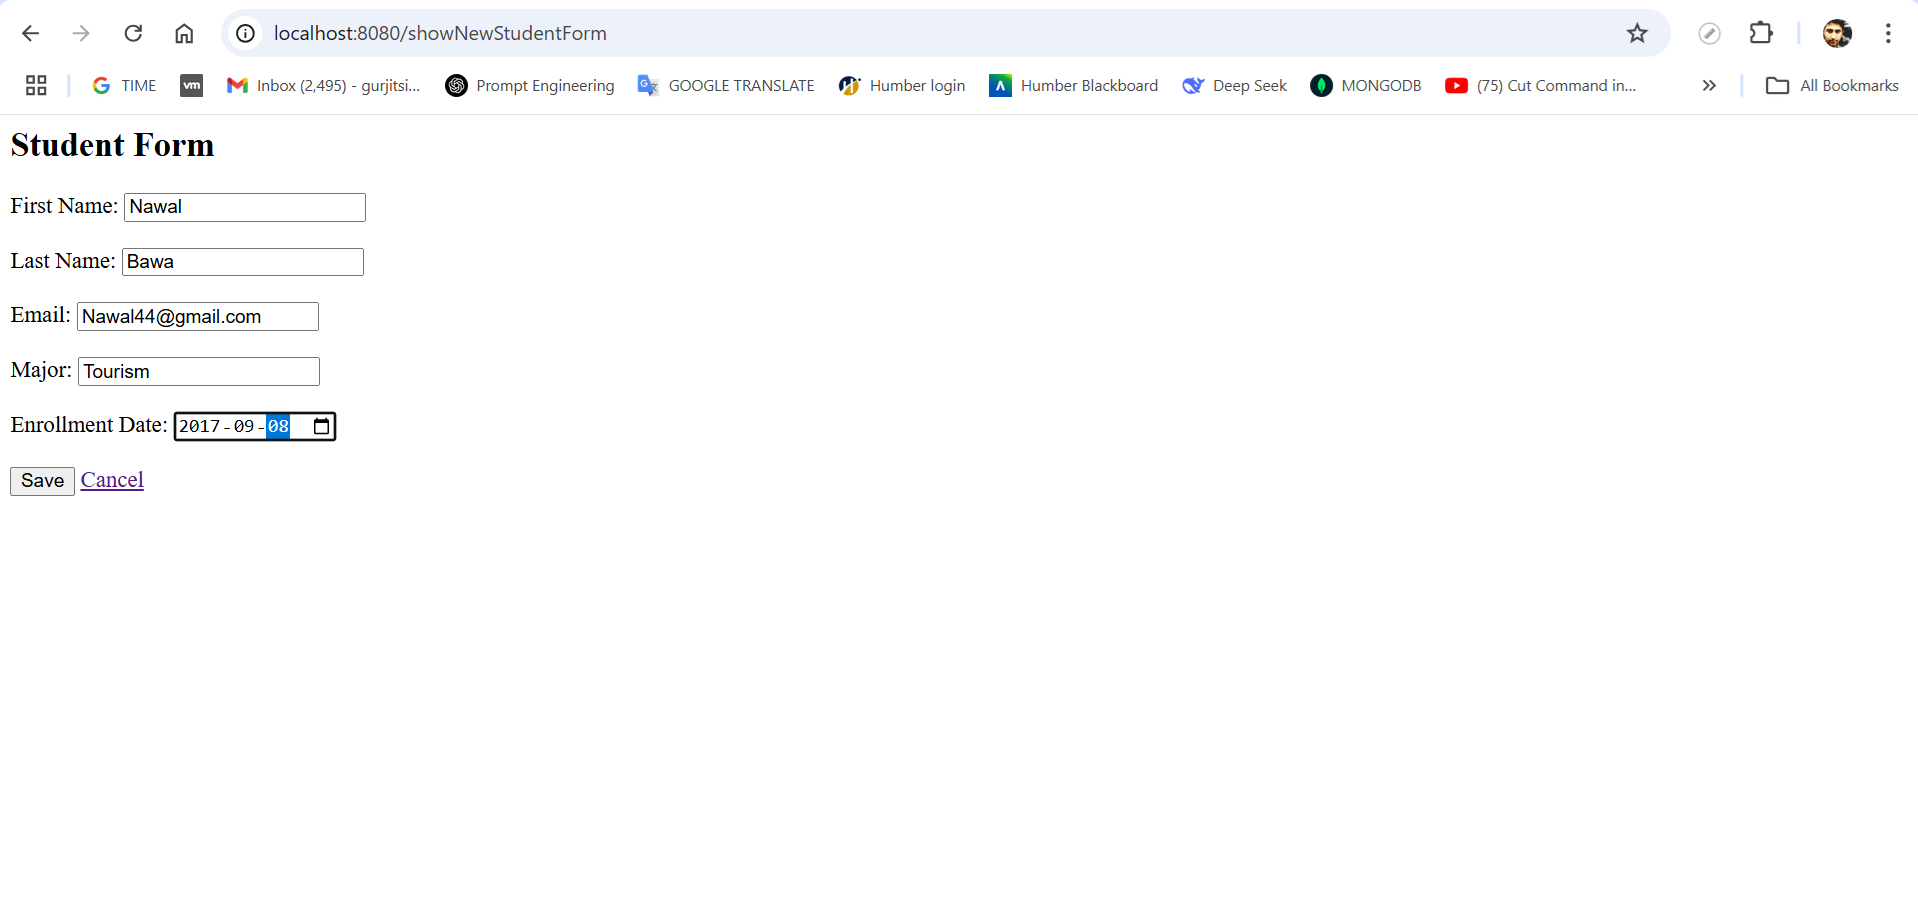 localhost:8080/showNewStudentForm
TIME
vm
Inbox (2,495) - gurjitsi...
Prompt Engineering
GOOGLE TRANSLATE
Humber login
Humber Blackboard
Deep Seek
MONGODB
(75) Cut Command in...
All Bookmarks
Student Form
First Name: Nawal
Last Name: Bawa
Email: Nawal44@gmail.com
Major: Tourism
Enrollment Date: 2017-09-08
Save Cancel